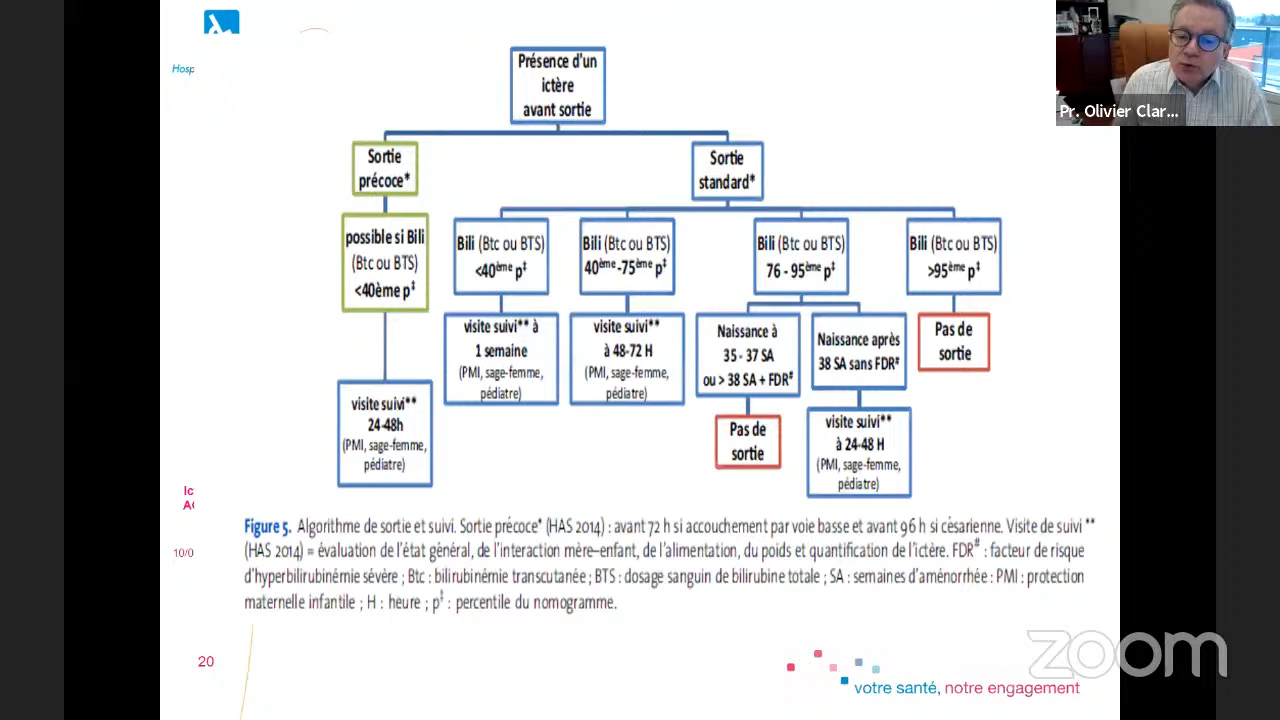 Hosp
Pr. Olivier Clar...
Présence d'un
ictère
avant sortie
Sortie
précoce*
Sortie
standard*
possible si Bili
(Btc ou BTS)
<40ème p‡
Bili (Btc ou BTS)
<40ème p‡
Bili (Btc ou BTS)
40ème-75ème p‡
Bili (Btc ou BTS)
76 - 95ème p‡
Bili (Btc ou BTS)
>95ème p‡
visite suivi** à
1 semaine
(PMI, sage-femme,
pédiatre)
visite suivi**
à 48-72 H
(PMI, sage-femme,
pédiatre)
Naissance à
35 - 37 SA
ou > 38 SA + FDR#
Naissance après
38 SA sans FDR#
Pas de
sortie
visite suivi**
24-48h
(PMI, sage-femme,
pédiatre)
Pas de
sortie
visite suivi**
à 24-48 H
(PMI, sage-femme,
pédiatre)
Ic
Figure 5. Algorithme de sortie et suivi. Sortie précoce* (HAS 2014) : avant 72 h si accouchement par voie basse et avant 96 h si césarienne. Visite de suivi **
(HAS 2014) = évaluation de l'état général, de l'interaction mère–enfant, de l'alimentation, du poids et quantification de l'ictère. FDR# : facteur de risque
d'hyperbilirubinémie sévère ; Btc : bilirubinémie transcutanée ; BTS : dosage sanguin de bilirubine totale ; SA : semaines d'aménorrhée : PMI : protection
maternelle infantile ; H : heure ; p‡ : percentile du nomogramme.
10/0
20
votre santé, notre engagement
zoom